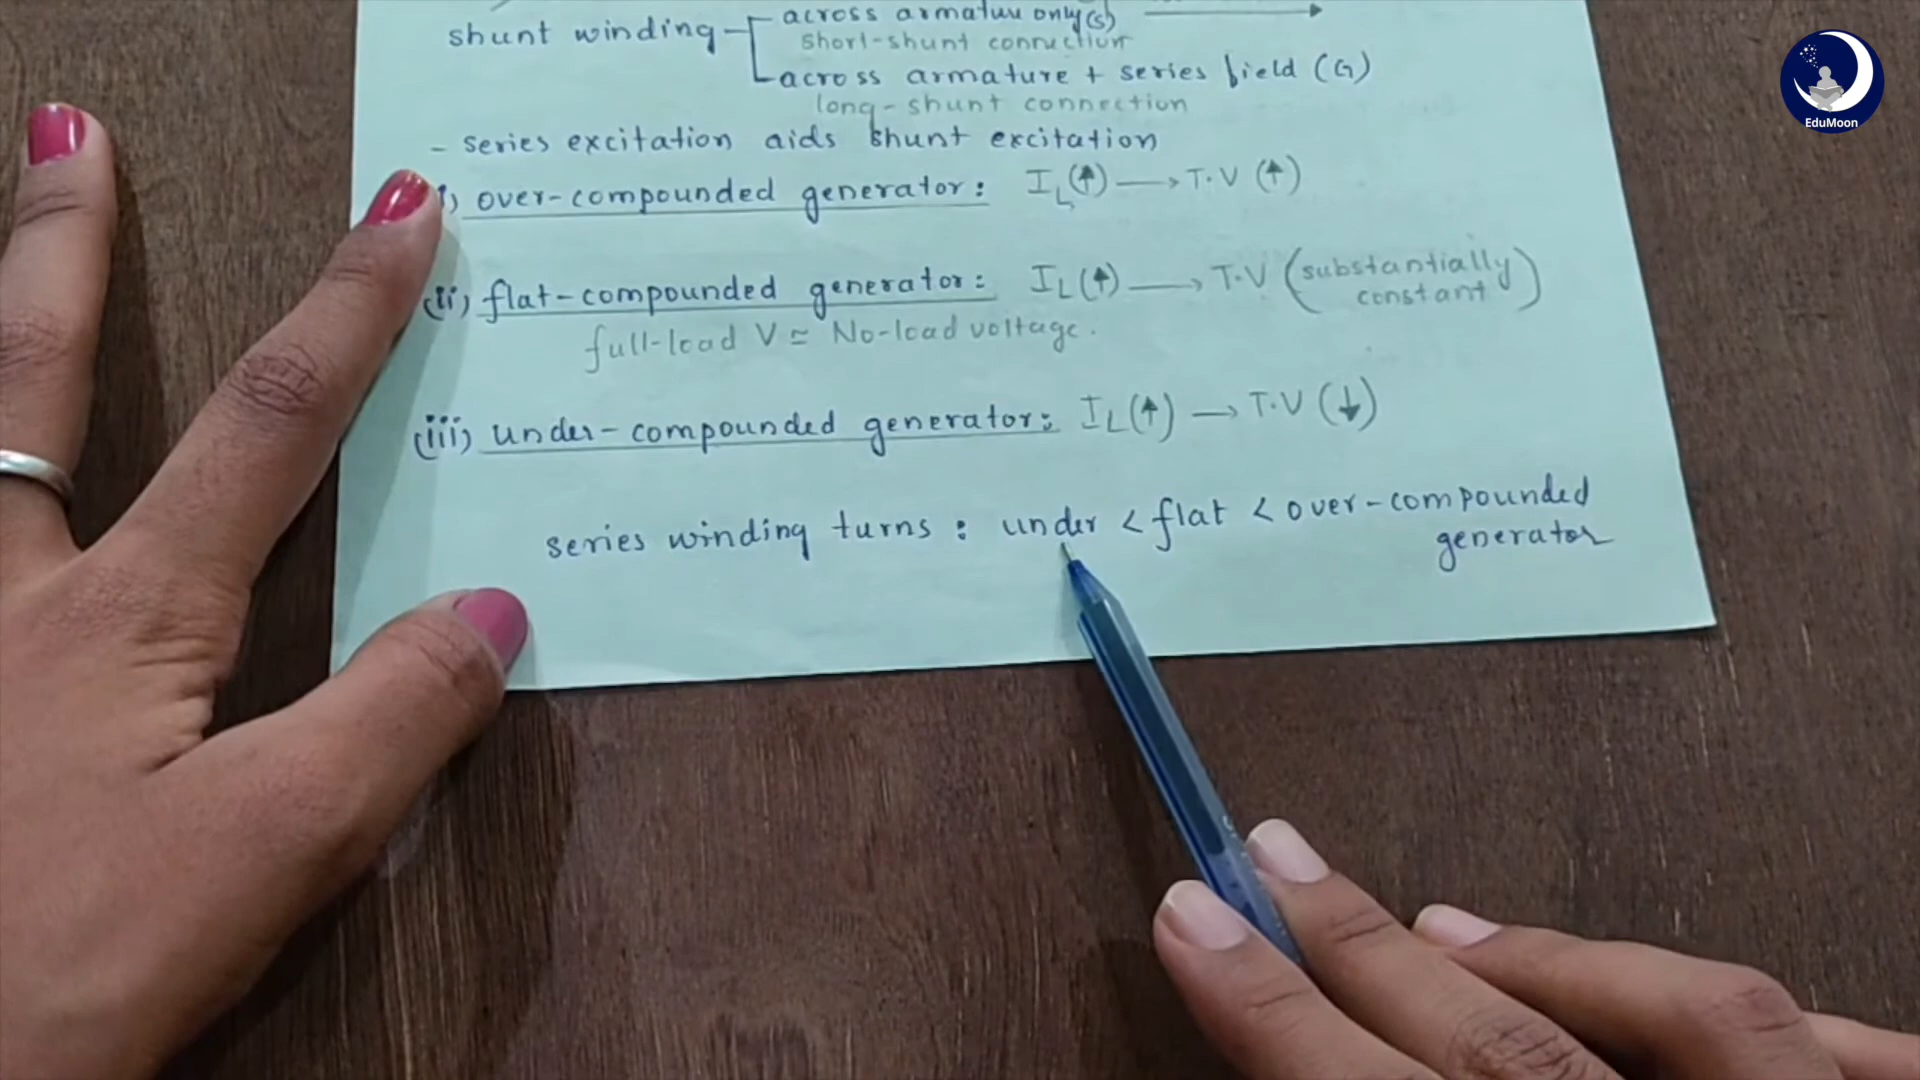 shunt winding
across armature only(s)
short-shunt connection
across armature + series field (G)
long-shunt connection
- series excitation aids shunt excitation
i) over-compounded generator: IL(↑) → T.V (↑)
(ii) flat-compounded generator: IL(↑) → T.V (substantially constant)
full-load V ≃ No-load voltage.
(iii) under-compounded generator: IL(↑) → T.V (↓)
series winding turns : under < flat < over-compounded
generator
EduMoon